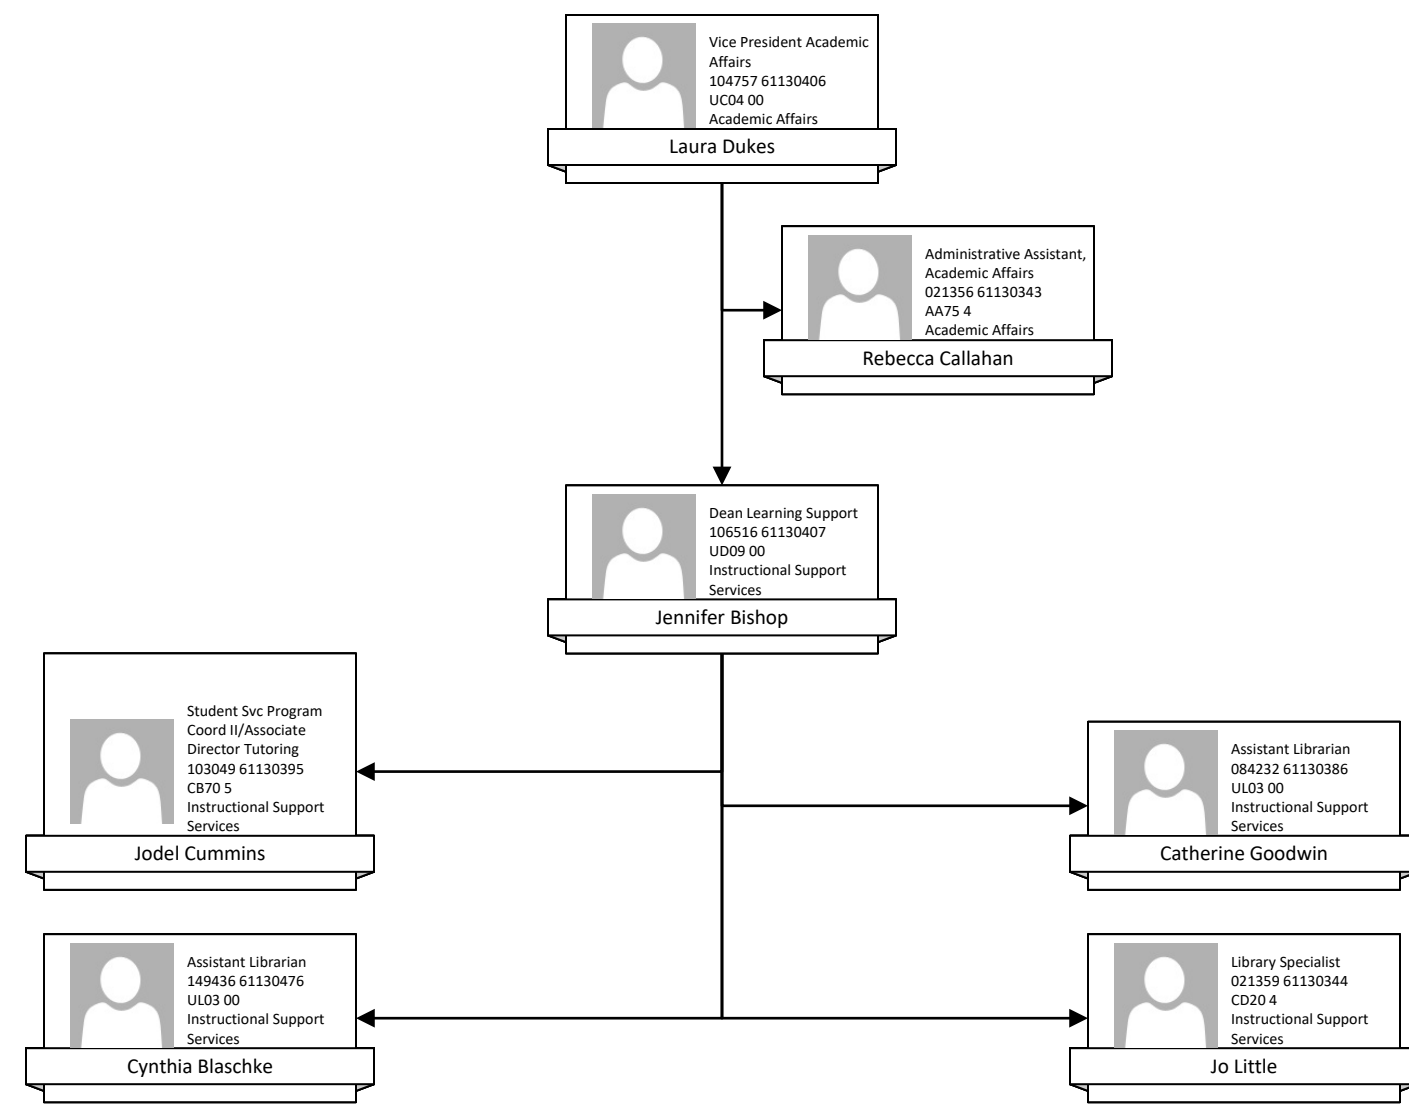 Vice President Academic
Affairs
104757 61130406
UC04 00
Academic Affairs
Laura Dukes
Administrative Assistant,
Academic Affairs
021356 61130343
AA75 4
Academic Affairs
Rebecca Callahan
Dean Learning Support
106516 61130407
UD09 00
Instructional Support
Services
Jennifer Bishop
Student Svc Program
Coord II/Associate
Director Tutoring
103049 61130395
CB70 5
Instructional Support
Services
Jodel Cummins
Assistant Librarian
084232 61130386
UL03 00
Instructional Support
Services
Catherine Goodwin
Assistant Librarian
149436 61130476
UL03 00
Instructional Support
Services
Cynthia Blaschke
Library Specialist
021359 61130344
CD20 4
Instructional Support
Services
Jo Little